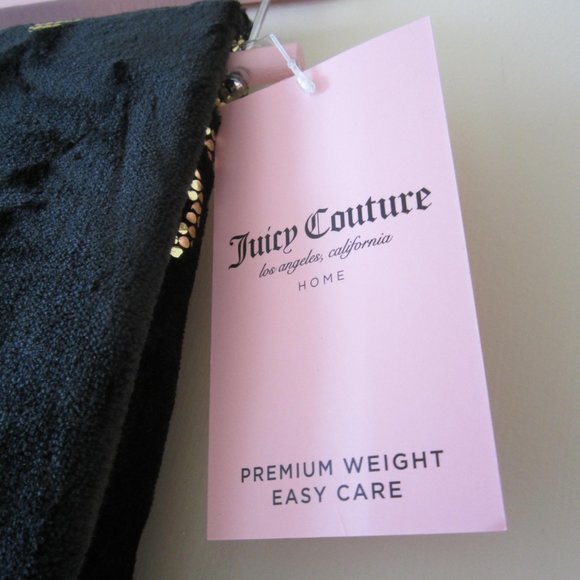 Juicy Couture
los angeles, california
HOME
PREMIUM WEIGHT
EASY CARE